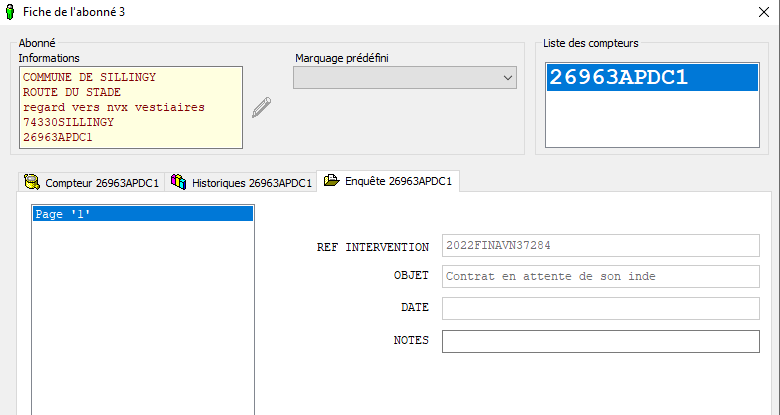 Fiche de l'abonné 3
Abonné
Informations
COMMUNE DE SILLINGY
ROUTE DU STADE
regard vers nvx vestiaires
74330SILLINGY
26963APDC1
Marquage prédéfini
Liste des compteurs
26963APDC1
Compteur 26963APDC1
Historiques 26963APDC1
Enquête 26963APDC1
Page '1'
REF INTERVENTION
2022FINAVN37284
OBJET
Contrat en attente de son inde
DATE
NOTES